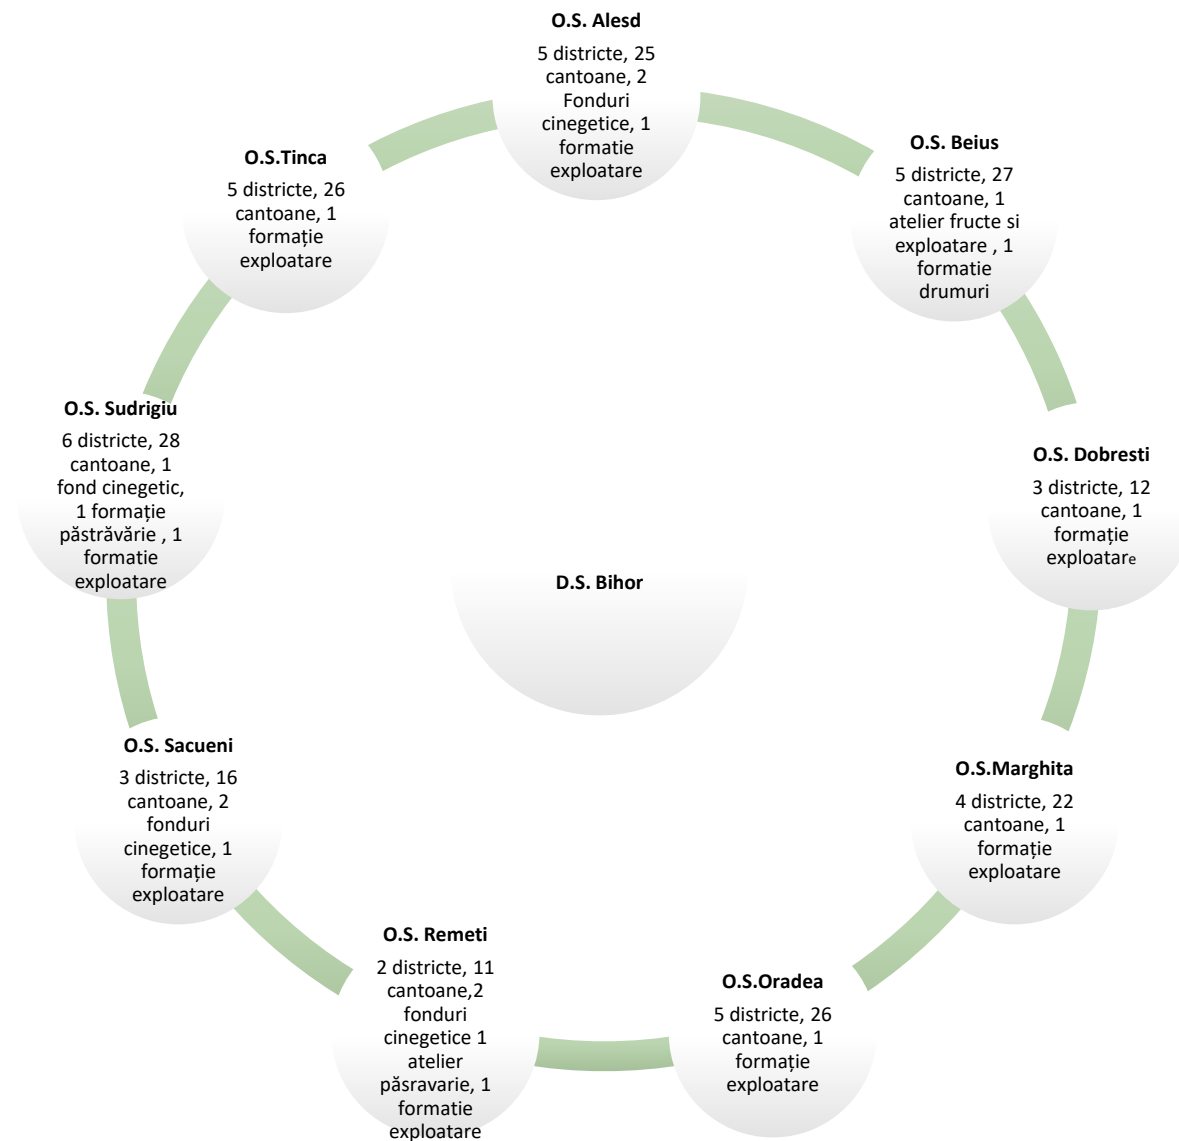 O.S. Alesd
5 districte, 25
cantoane, 2
Fonduri
cinegetice, 1
formatie
exploatare
O.S. Beius
5 districte, 27
cantoane, 1
atelier fructe si
exploatare , 1
formatie
drumuri
O.S. Dobresti
3 districte, 12
cantoane, 1
formație
exploatare
O.S.Marghita
4 districte, 22
cantoane, 1
formație
exploatare
O.S.Oradea
5 districte, 26
cantoane, 1
formație
exploatare
O.S. Remeti
2 districte, 11
cantoane,2
fonduri
cinegetice 1
atelier
păsravarie, 1
formatie
exploatare
O.S. Sacueni
3 districte, 16
cantoane, 2
fonduri
cinegetice, 1
formație
exploatare
O.S. Sudrigiu
6 districte, 28
cantoane, 1
fond cinegetic,
1 formație
păstrăvărie , 1
formatie
exploatare
O.S.Tinca
5 districte, 26
cantoane, 1
formație
exploatare
D.S. Bihor